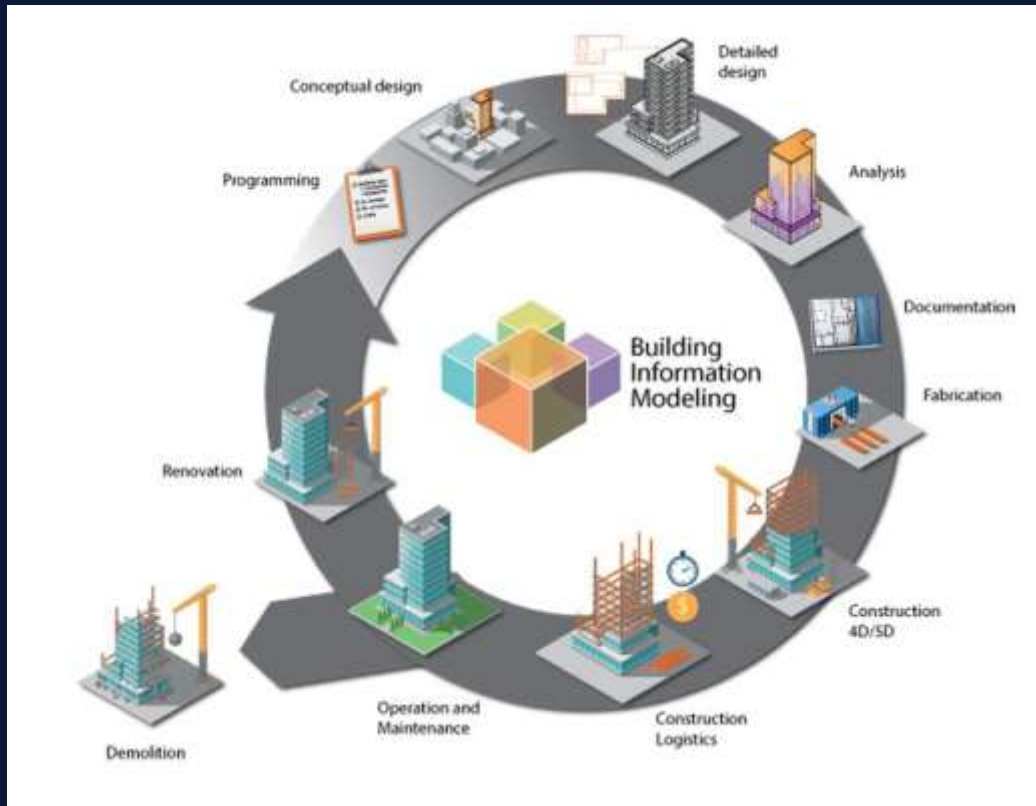 Detailed
design
Conceptual design
Programming
Analysis
Documentation
Building
Information
Modeling
Fabrication
Renovation
Construction
4D/5D
Operation and
Maintenance
Construction
Logistics
Demolition